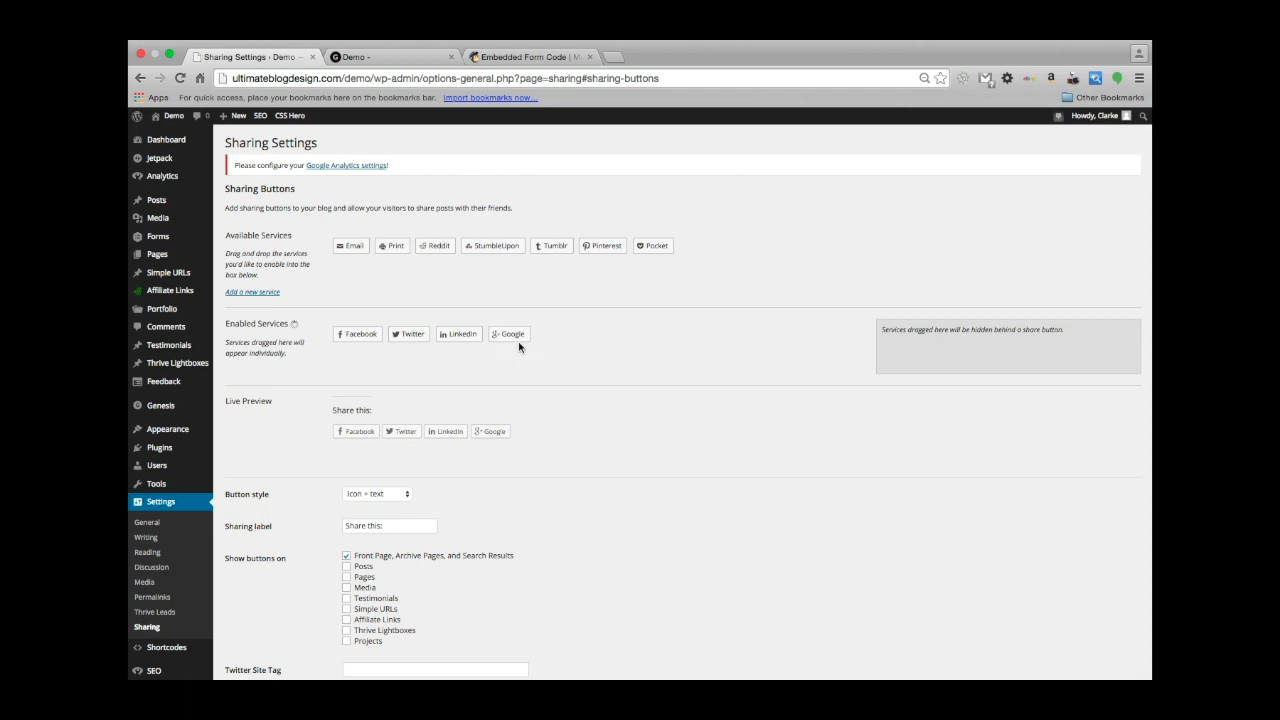 Sharing Settings · Demo —
Demo -
Embedded Form Code | M
ultimateblogdesign.com/demo/wp-admin/options-general.php?page=sharing#sharing-buttons
Apps For quick access, place your bookmarks here on the bookmarks bar. Import bookmarks now... Other Bookmarks
Demo 0 New SEO CSS Hero Howdy, Clarke
Dashboard
Jetpack
Analytics
Posts
Media
Forms
Pages
Simple URLs
Affiliate Links
Portfolio
Comments
Testimonials
Thrive Lightboxes
Feedback
Genesis
Appearance
Plugins
Users
Tools
Settings
General
Writing
Reading
Discussion
Media
Permalinks
Thrive Leads
Sharing
Shortcodes
SEO
Sharing Settings
Please configure your Google Analytics settings!
Sharing Buttons
Add sharing buttons to your blog and allow your visitors to share posts with their friends.
Available Services
Drag and drop the services
you'd like to enable into the
box below.
Add a new service
Email Print Reddit StumbleUpon Tumblr Pinterest Pocket
Enabled Services
Services dragged here will
appear individually.
Facebook Twitter LinkedIn Google
Services dragged here will be hidden behind a share button.
Live Preview
Share this:
Facebook Twitter LinkedIn Google
Button style Icon + text
Sharing label Share this:
Show buttons on
Front Page, Archive Pages, and Search Results
Posts
Pages
Media
Testimonials
Simple URLs
Affiliate Links
Thrive Lightboxes
Projects
Twitter Site Tag